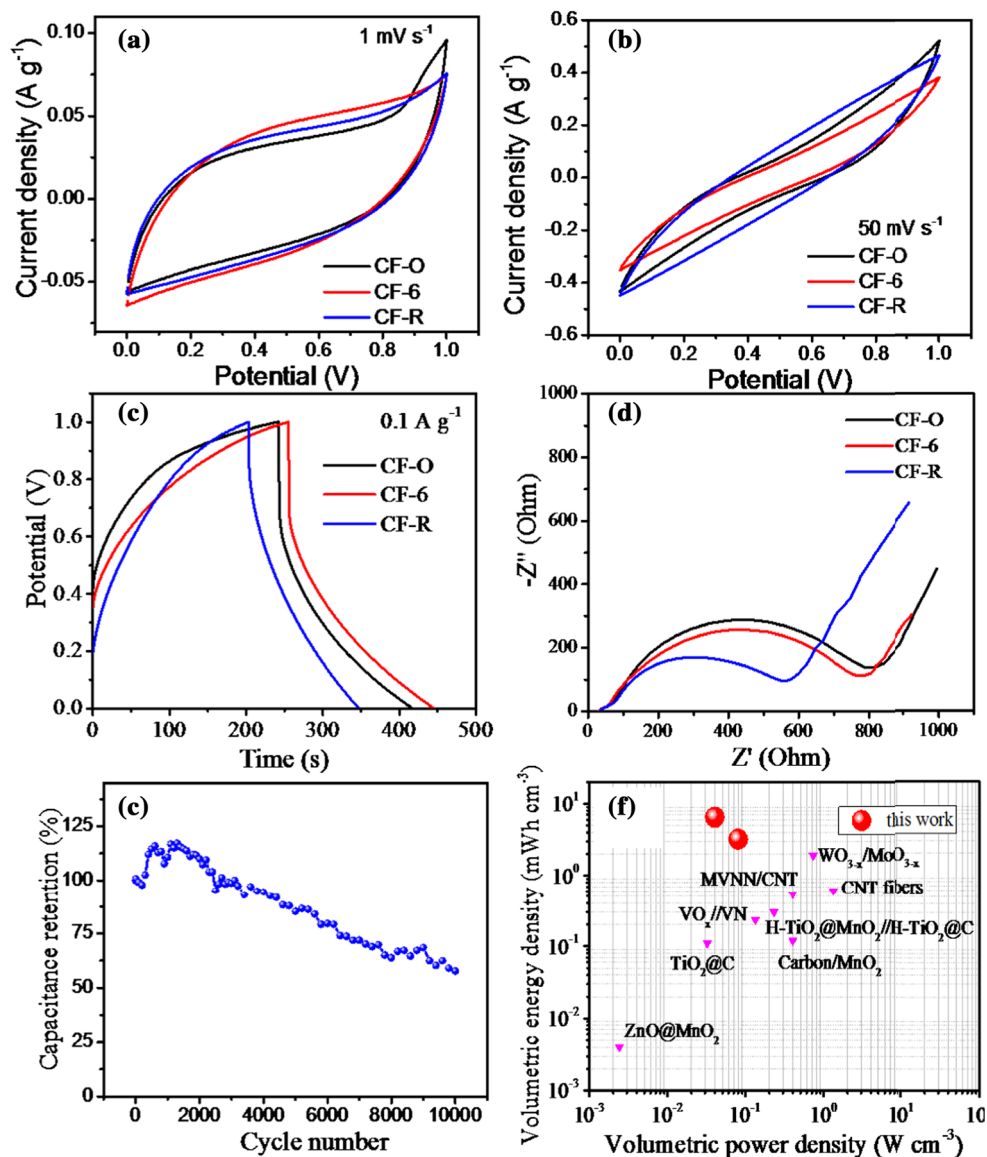 (a)
1 mV s⁻¹
Current density (A g⁻¹)
0.10
0.05
0.00
-0.05
CF-O
CF-6
CF-R
0.0 0.2 0.4 0.6 0.8 1.0
Potential (V)
(b)
Current density (A g⁻¹)
0.6
0.4
0.2
0.0
-0.2
-0.4
-0.6
50 mV s⁻¹
CF-O
CF-6
CF-R
0.0 0.2 0.4 0.6 0.8 1.0
Potential (V)
(c)
0.1 A g⁻¹
Potential (V)
1.0
0.8
0.6
0.4
0.2
0.0
CF-O
CF-6
CF-R
0 100 200 300 400 500
Time (s)
(d)
-Z'' (Ohm)
1000
800
600
400
200
0
CF-O
CF-6
CF-R
0 200 400 600 800 1000
Z' (Ohm)
(e)
Capacitance retention (%)
125
100
75
50
25
0
0 2000 4000 6000 8000 10000
Cycle number
(f)
Volumetric energy density (mWh cm⁻³)
10¹
10⁰
10⁻¹
10⁻²
10⁻³
this work
WO₃₋ₓ/MoO₃₋ₓ
MVNN/CNT
CNT fibers
VOₓ//VN
H-TiO₂@MnO₂//H-TiO₂@C
TiO₂@C
Carbon/MnO₂
ZnO@MnO₂
10⁻³ 10⁻² 10⁻¹ 10⁰ 10¹ 10²
Volumetric power density (W cm⁻³)